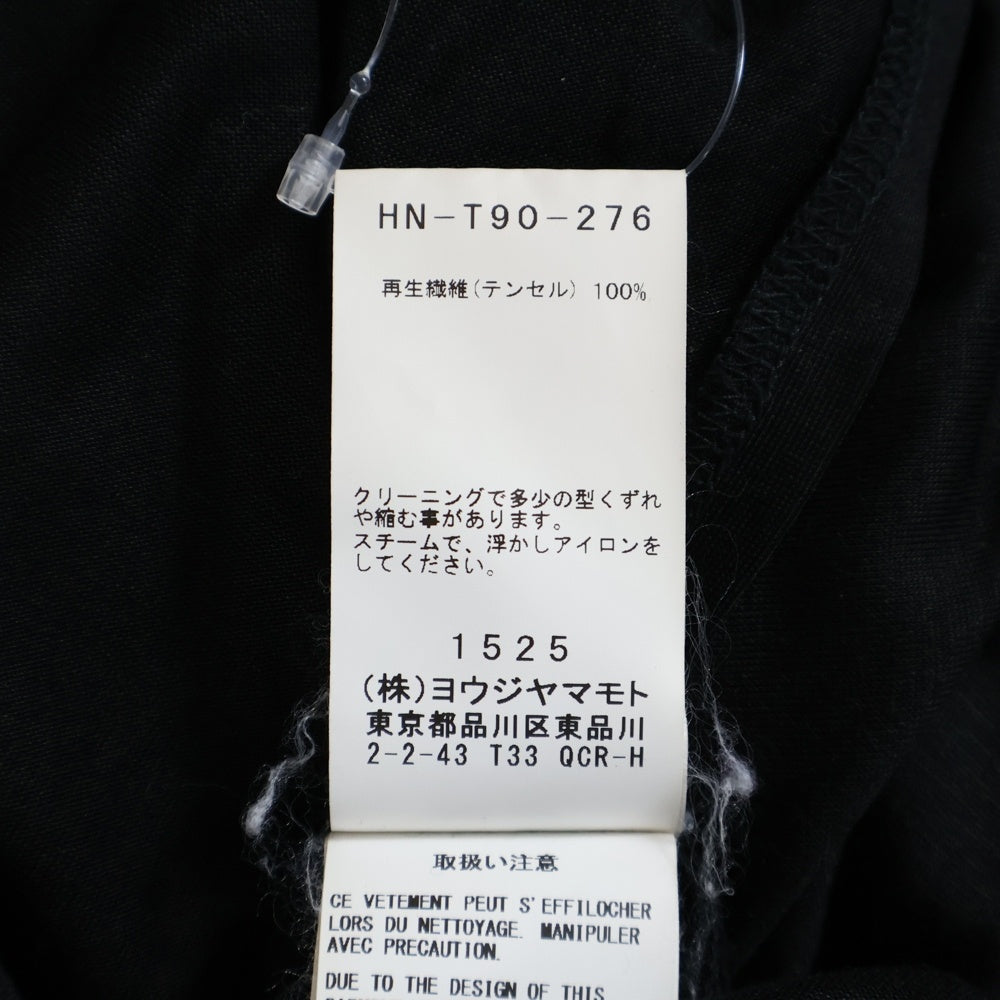 HN-T90-276
再生繊維(テンセル) 100%
クリーニングで多少の型くずれ
や縮む事があります。
スチームで、浮かしアイロンを
してください。
1525
(株)ヨウジヤマモト
東京都品川区東品川
2-2-43 T33 QCR-H
取扱い注意
CE VETEMENT PEUT S'EFFILOCHER
LORS DU NETTOYAGE. MANIPULER
AVEC PRECAUTION.
DUE TO THE DESIGN OF THIS